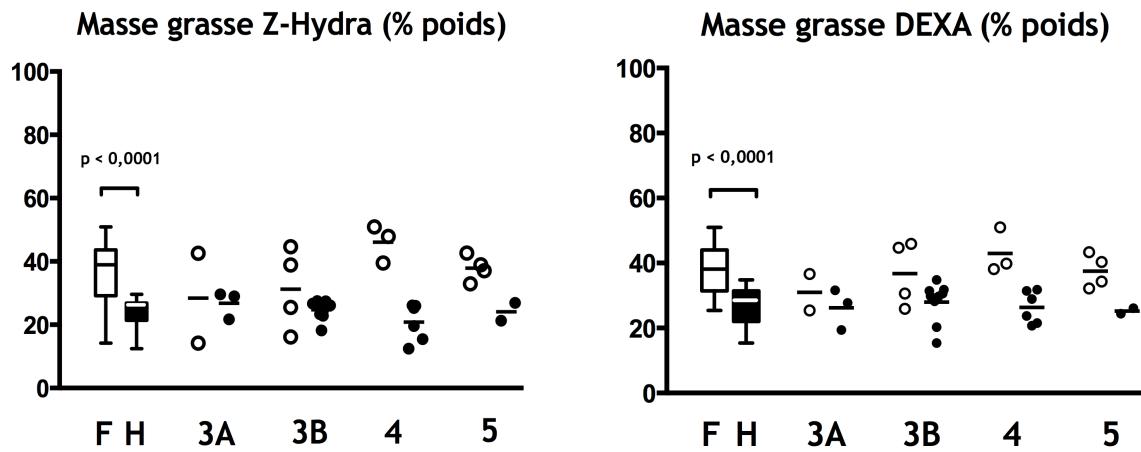 Masse grasse Z-Hydra (% poids)
100
80
60
40
20
0
p < 0,0001
F H 3A 3B 4 5
Masse grasse DEXA (% poids)
100
80
60
40
20
0
p < 0,0001
F H 3A 3B 4 5